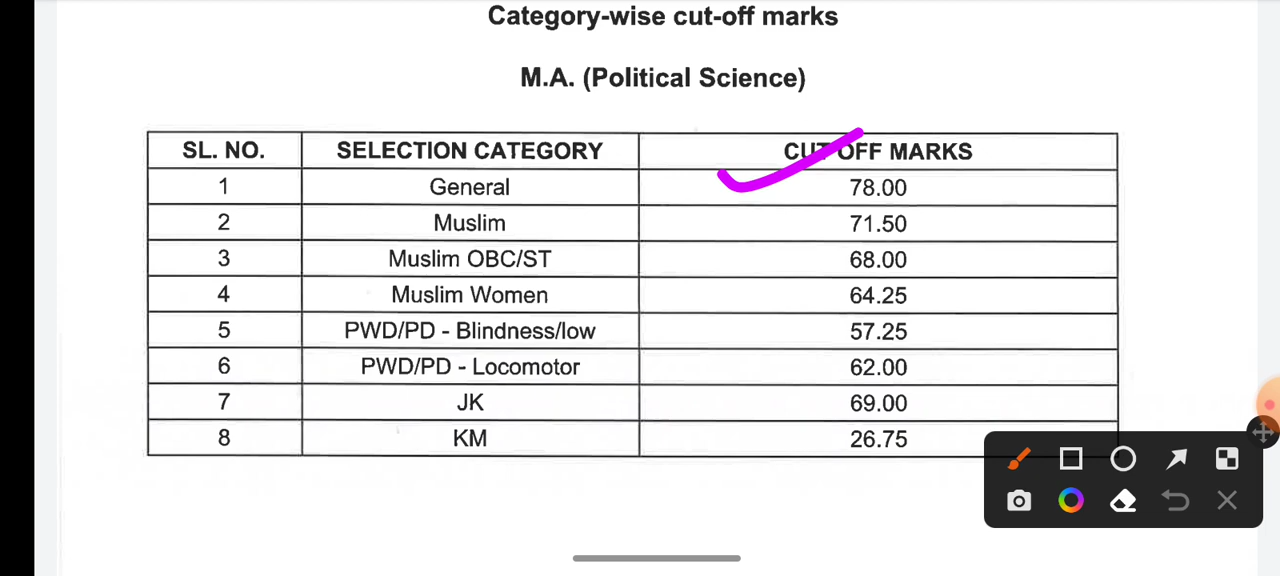 Category-wise cut-off marks
M.A. (Political Science)
SL. NO. SELECTION CATEGORY CUT OFF MARKS
1 General 78.00
2 Muslim 71.50
3 Muslim OBC/ST 68.00
4 Muslim Women 64.25
5 PWD/PD - Blindness/low 57.25
6 PWD/PD - Locomotor 62.00
7 JK 69.00
8 KM 26.75